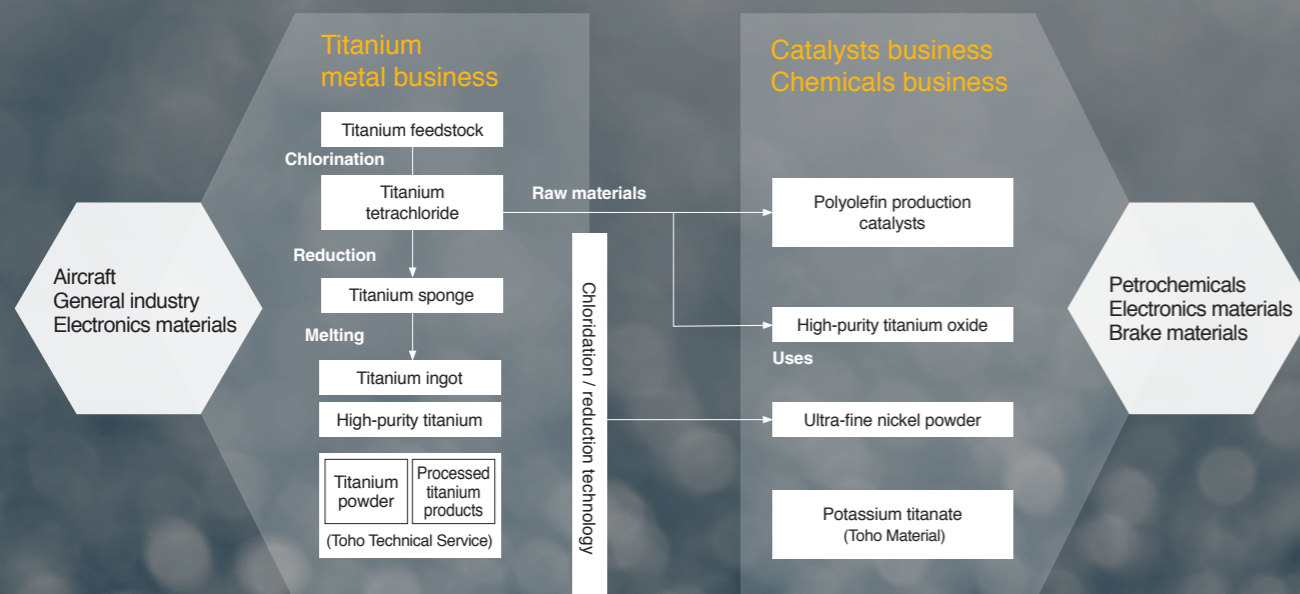 Titanium
metal business
Titanium feedstock
Chlorination
Titanium
tetrachloride
Raw materials
Reduction
Titanium sponge
Melting
Titanium ingot
High-purity titanium
Titanium
powder
Processed
titanium
products
(Toho Technical Service)
Aircraft
General industry
Electronics materials
Chloridation / reduction technology
Catalysts business
Chemicals business
Polyolefin production
catalysts
High-purity titanium oxide
Uses
Ultra-fine nickel powder
Potassium titanate
(Toho Material)
Petrochemicals
Electronics materials
Brake materials